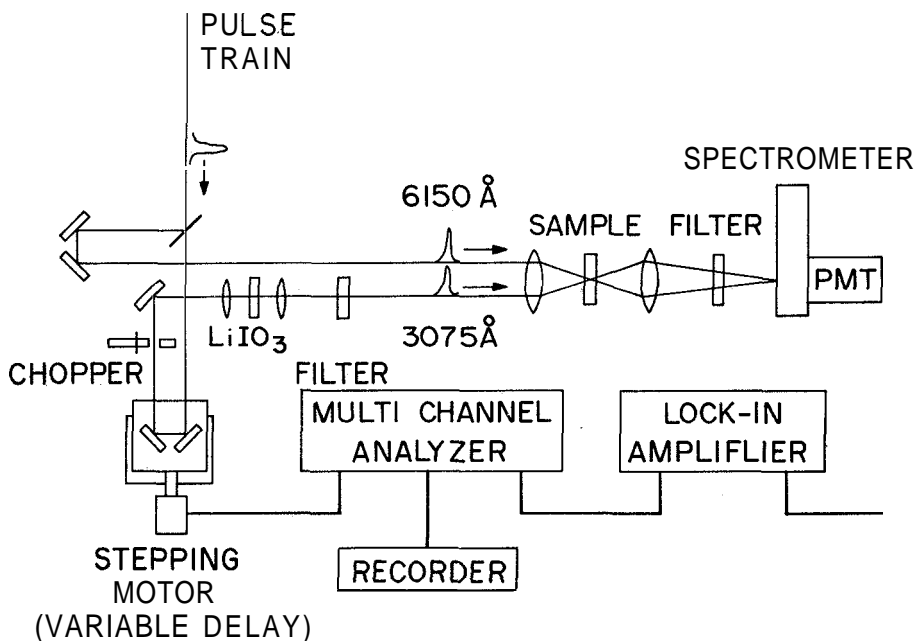 PULSE
TRAIN
SPECTROMETER
6150 Å
SAMPLE
FILTER
PMT
LiIO₃
3075Å
CHOPPER
FILTER
MULTI CHANNEL
ANALYZER
LOCK-IN
AMPLIFLIER
STEPPING
MOTOR
(VARIABLE DELAY)
RECORDER